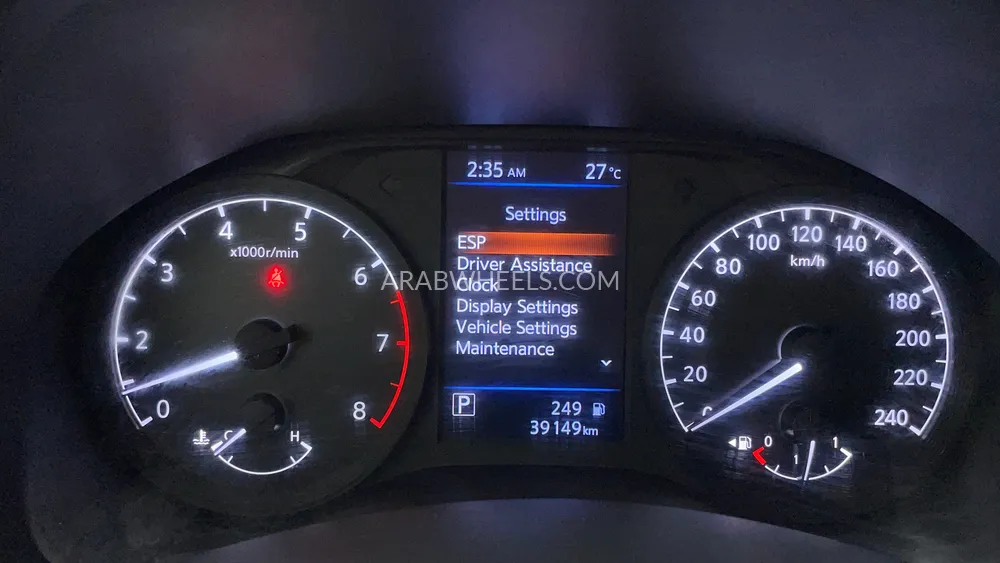 2:35 AM 27°C
Settings
ESP
Driver Assistance
Clock
Display Settings
Vehicle Settings
Maintenance
P 249
39149km
x1000r/min
0 2 3 4 5 6 7 8
C H
km/h
0 20 40 60 80 100 120 140 160 180 200 220 240
0 1 1
ARABWHEELS.COM